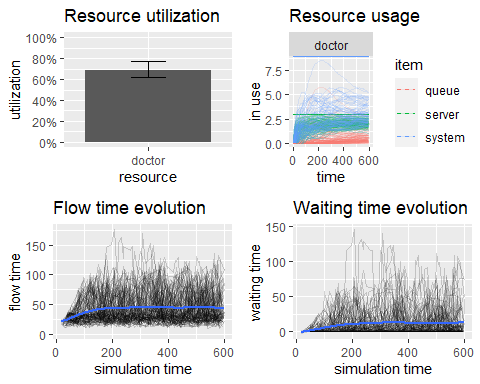 Resource utilization
100%
80%
60%
40%
20%
0%
utilization
doctor
resource
Resource usage
doctor
7.5
5.0
2.5
0.0
in use
0 200 400 600
time
item
queue
server
system
Flow time evolution
150
100
50
0
flow time
0 200 400 600
simulation time
Waiting time evolution
150
100
50
0
waiting time
0 200 400 600
simulation time